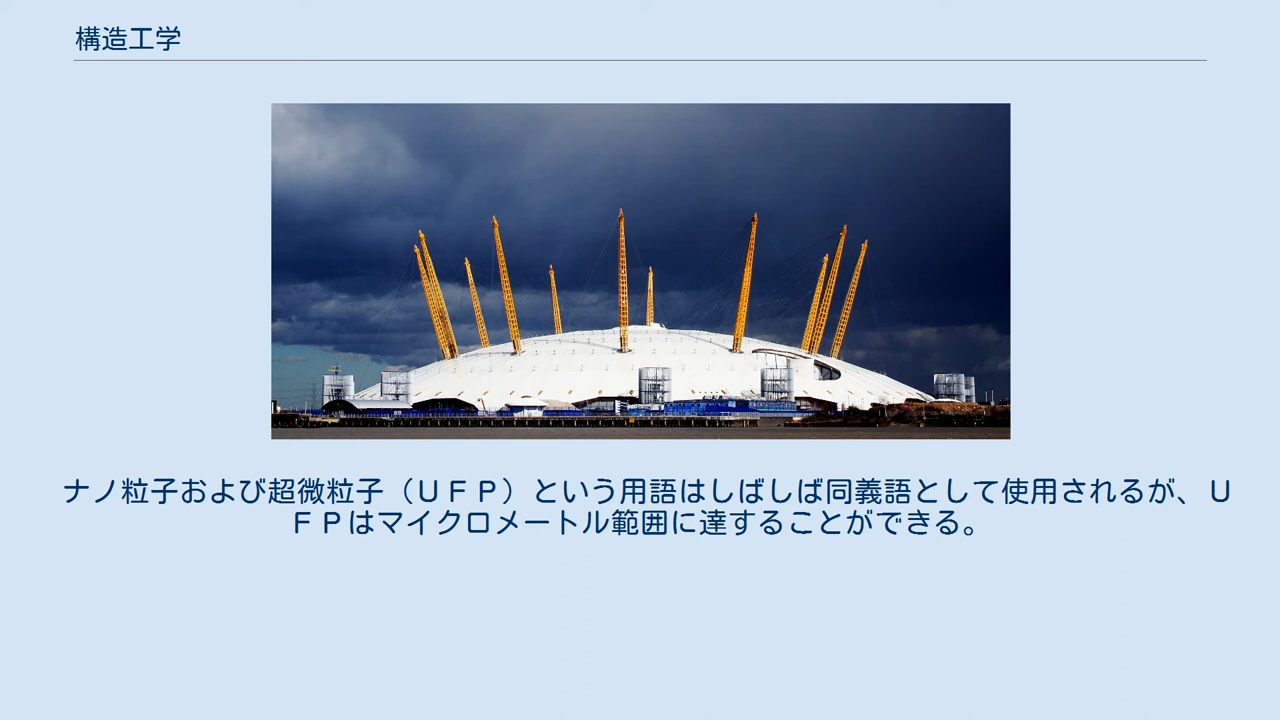 構造工学
ナノ粒子および超微粒子（ＵＦＰ）という用語はしばしば同義語として使用されるが、Ｕ
ＦＰはマイクロメートル範囲に達することができる。